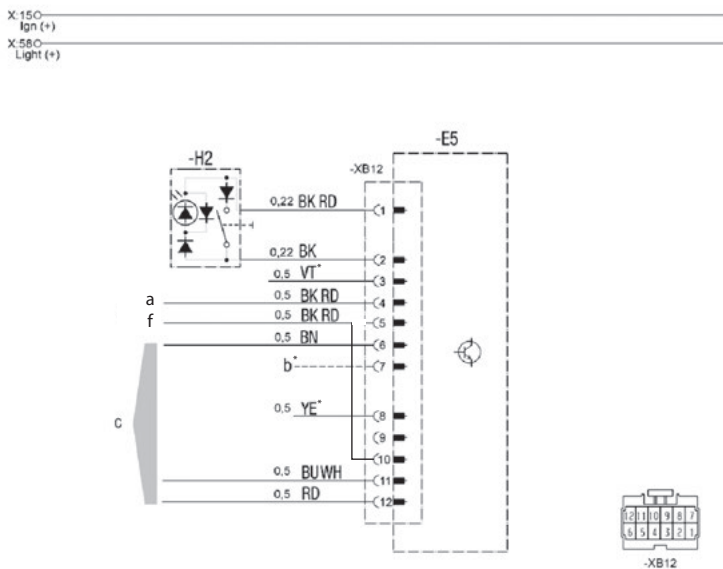 X:15
Ign (+)
X:58
Light (+)
-H2
-XB12
-E5
0,22 BK RD
1
0,22 BK
2
0,5 VT*
3
a
0,5 BK RD
4
f
0,5 BK RD
5
0,5 BN
6
b*
7
c
0,5 YE*
8
9
10
0,5 BUWH
11
0,5 RD
12
12 11 10 9 8 7
6 5 4 3 2 1
-XB12